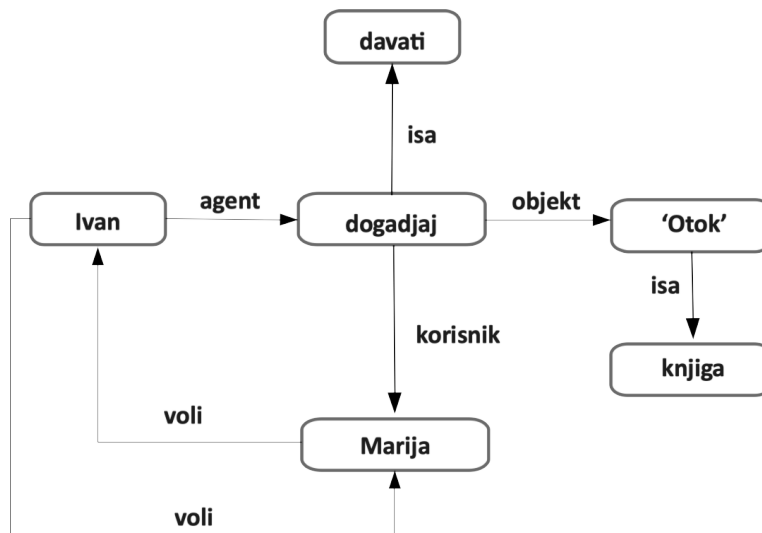 davati
isa
Ivan
agent
dogadjaj
objekt
‘Otok’
isa
korisnik
knjiga
voli
Marija
voli